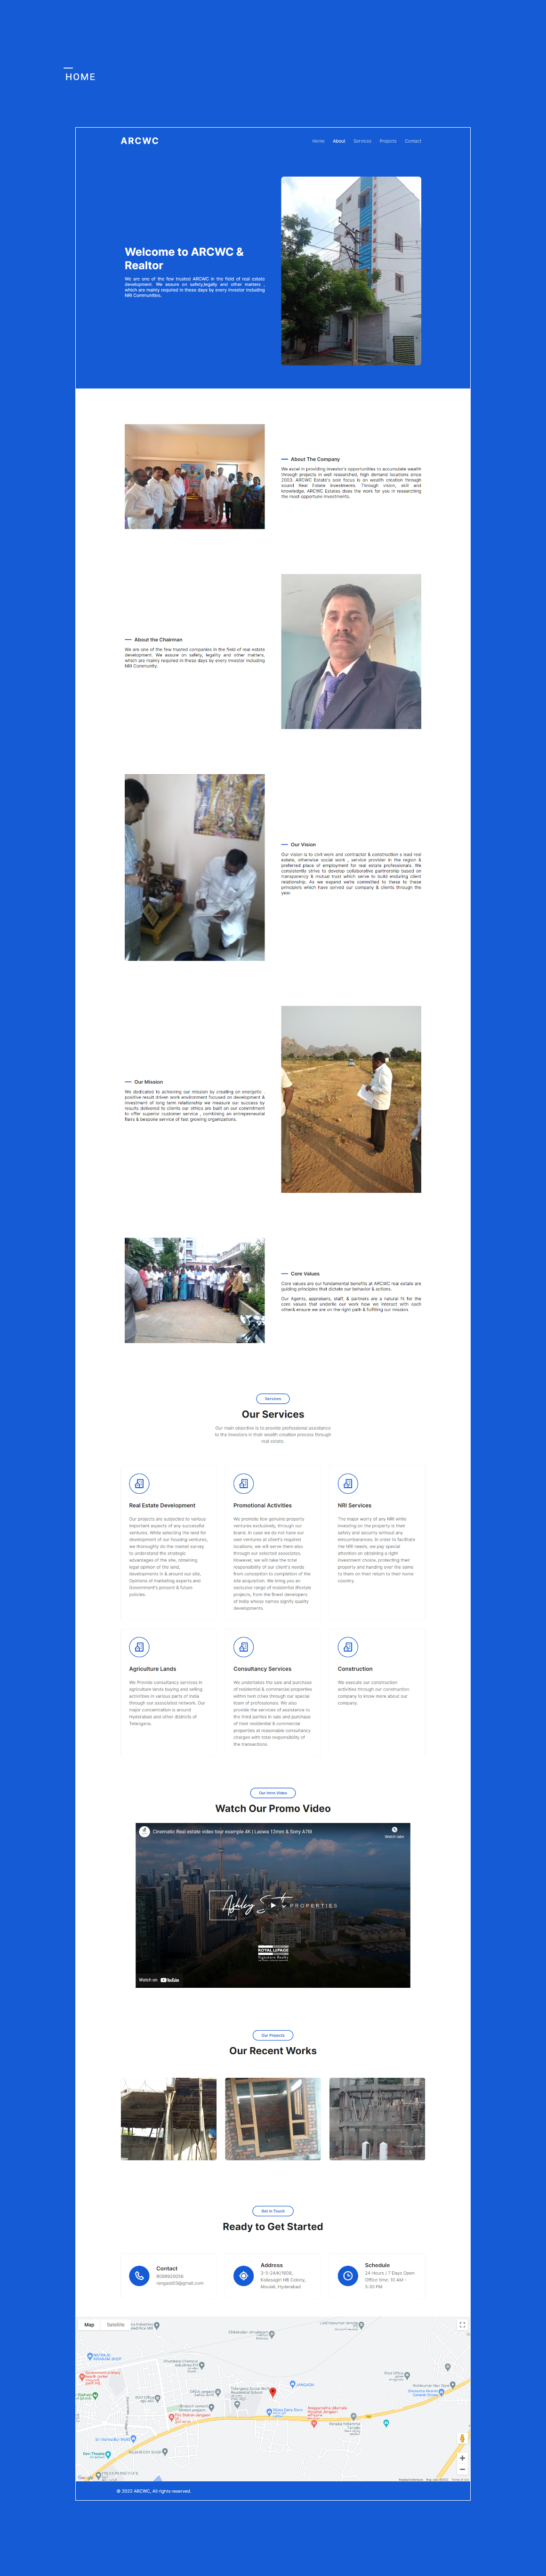 HOME
ARCWC
Home About Services Projects Contact
Welcome to ARCWC &
Realtor
We are one of the few trusted ARCWC in the field of real estate
development. We assure on safety,legally and other matters ,
which are mainly required in these days by every investor including
NRI Communities.
About The Company
We excel in providing investor's opportunities to accumulate wealth
through projects in well researched, high demand locations since
2003. ARCWC Estate's sole focus is on wealth creation through
sound Real Estate Investments. Through vision, skill and
knowledge, ARCWC Estates does the work for you in researching
the most opportune investments.
About the Chairman
We are one of the few trusted companies in the field of real estate
development. We assure on safety, legality and other matters,
which are mainly required in these days by every investor including
NRI Community.
Our Vision
Our vision is to civil work and contractor & construction s lead real
estate, otherwise social work , service provider in the region &
preferred place of employment for real estate professionals. We
consistently strive to develop collaborative partnership based on
transparency & mutual trust which serve to build enduring client
relationship. As we expand we're committed to these to these
principle's which have served our company & clients through the
year.
Our Mission
We dedicated to achieving our mission by creating on energetic ,
positive result driven work environment focused on development &
investment of long term relationship we measure our success by
results delivered to clients our ethics are built on our commitment
to offer superior customer service , combining an entrepreneurial
flairs & bespoke service of fast growing organizations.
Core Values
Core values are our fundamental benefits at ARCWC real estate are
guiding principles that dictate our behavior & actions.
Our Agents, appraisers, staff, & partners are a natural fit for the
core values that underlie our work how we interact with each
other& ensure we are on the right path & fulfilling our mission.
Services
Our Services
Our main objective is to provide professional assistance
to the investors in their wealth creation process through
real estate.
Real Estate Development
Our projects are subjected to various
important aspects of any successful
ventures. While selecting the land for
development of our housing ventures,
we thoroughly do the market survey
to understand the strategic
advantages of the site, obtaining
legal opinion of the land,
developments in & around our site,
Opinions of marketing experts and
Government's present & future
policies.
Promotional Activities
We promote few genuine property
ventures exclusively, through our
brand. In case we do not have our
own ventures at client's required
locations, we will serve them also
through our selected associates.
However, we will take the total
responsibility of our client's needs
from conception to completion of the
site acquisition. We bring you an
exclusive range of residential lifestyle
projects, from the finest developers
of India whose names signify quality
developments.
NRI Services
The major worry of any NRI while
investing on the property is their
safety and security without any
encumbarances. In order to facilitate
the NRI needs, we pay special
attention on obtaining a right
investment choice, protecting their
property and handing over the same
to them on their return to their home
country.
Agriculture Lands
We Provide consultancy services in
agriculture lands buying and selling
activities in various parts of India
through our associated network. Our
major concentration is around
Hyderabad and other districts of
Telangana.
Consultancy Services
We undertakes the sale and purchase
of residential & commercial properties
within twin cities through our special
team of professionals. We also
provide the services of assistance to
the third parties in sale and purchase
of their residential & commercial
properties at reasonable consultancy
charges with total responsibility of
the transactions.
Construction
We execute our construction
activities through our construction
company to know more about our
company.
Our Intro Video
Watch Our Promo Video
Cinematic Real estate video tour example 4K | Laowa 12mm & Sony A7III
Watch later
PROPERTIES
ROYAL LEPAGE
Signature Realty
Watch on YouTube
Our Projects
Our Recent Works
Get in Touch
Ready to Get Started
Contact
Address
3-5-24/K/1609,
Kalasagiri HB Colony,
Moulali, Hyderabad
Schedule
24 Hours / 7 Days Open
Office time: 10 AM -
5:30 PM
Map Satellite
JANGAON
Google
© 2022 ARCWC, All rights reserved.